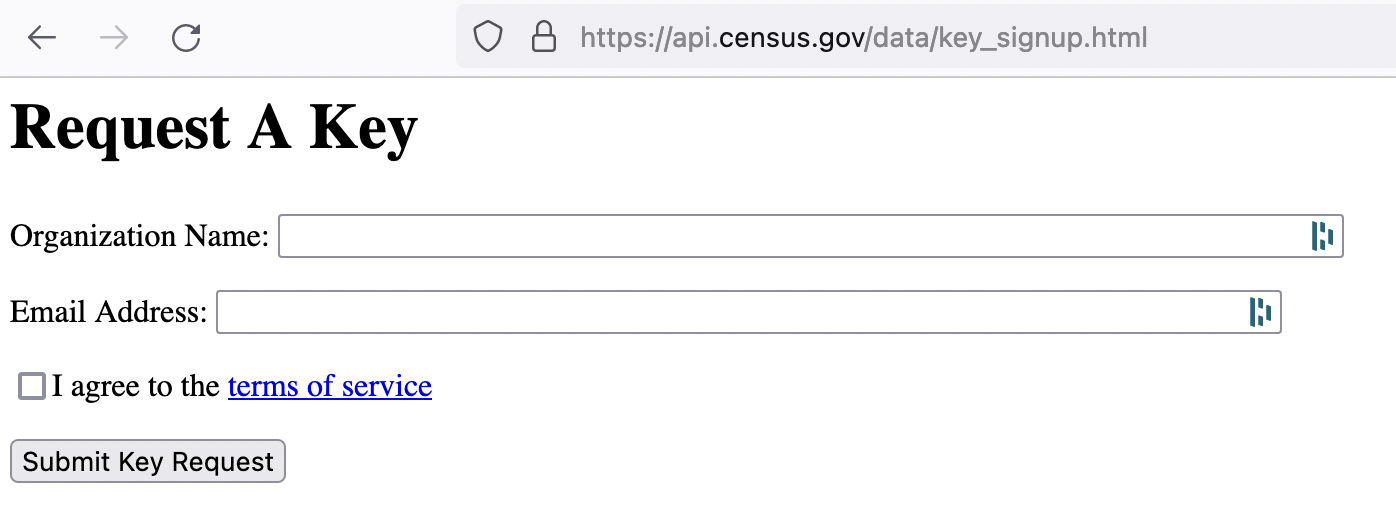 https://api.census.gov/data/key_signup.html
Request A Key
Organization Name:
Email Address:
I agree to the terms of service
Submit Key Request